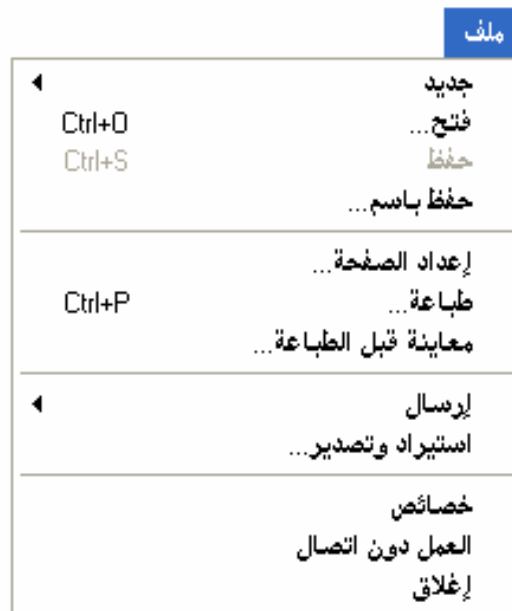 ملف
جديد
فتح... Ctrl+O
حفظ Ctrl+S
حفظ باسم...
إعداد الصفحة...
طباعة... Ctrl+P
معاينة قبل الطباعة...
إرسال
استيراد وتصدير...
خصائص
العمل دون اتصال
إغلاق